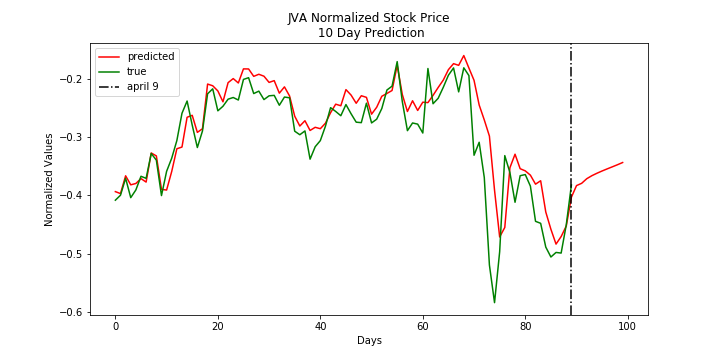 JVA Normalized Stock Price
10 Day Prediction
predicted
true
april 9
Normalized Values
−0.2
−0.3
−0.4
−0.5
−0.6
0 20 40 60 80 100
Days